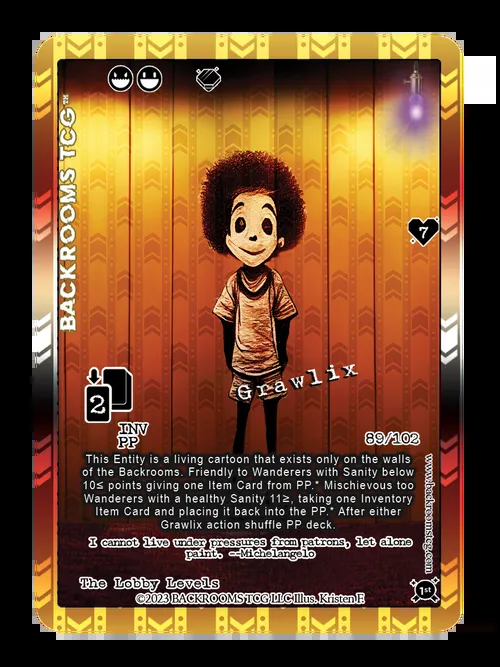 BACKROOMS TCG™
7
Grawlix
2
INV
PP
89/102
This Entity is a living cartoon that exists only on the walls
of the Backrooms. Friendly to Wanderers with Sanity below
10≤ points giving one Item Card from PP.* Mischievous too
Wanderers with a healthy Sanity 11≥, taking one Inventory
Item Card and placing it back into the PP.* After either
Grawlix action shuffle PP deck.
I cannot live under pressures from patrons, let alone
paint. --Michelangelo
www.backroomstcg.com
The Lobby Levels
©2023 BACKROOMS TCG LLC Illus. Kristen F.
1st